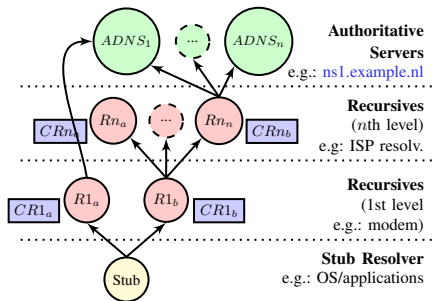 ADNS1
...
ADNSn
Authoritative
Servers
e.g.: ns1.example.nl
Rna
...
Rnn
CRna
CRnb
Recursives
(nth level)
e.g: ISP resolv.
R1a
R1b
CR1a
CR1b
Recursives
(1st level
e.g.: modem)
Stub
Stub Resolver
e.g.: OS/applications